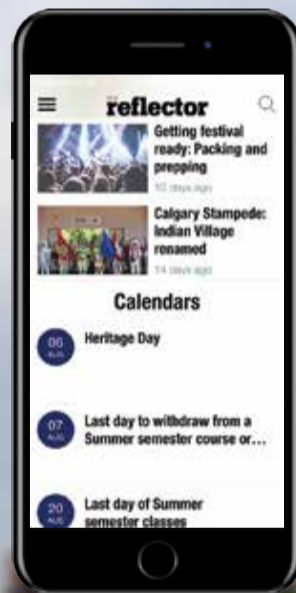 reflector
Getting festival
ready: Packing and
prepping
10 days ago
Calgary Stampede:
Indian Village
renamed
14 days ago
Calendars
06
AUG
Heritage Day
07
AUG
Last day to withdraw from a
Summer semester course or...
20
AUG
Last day of Summer
semester classes